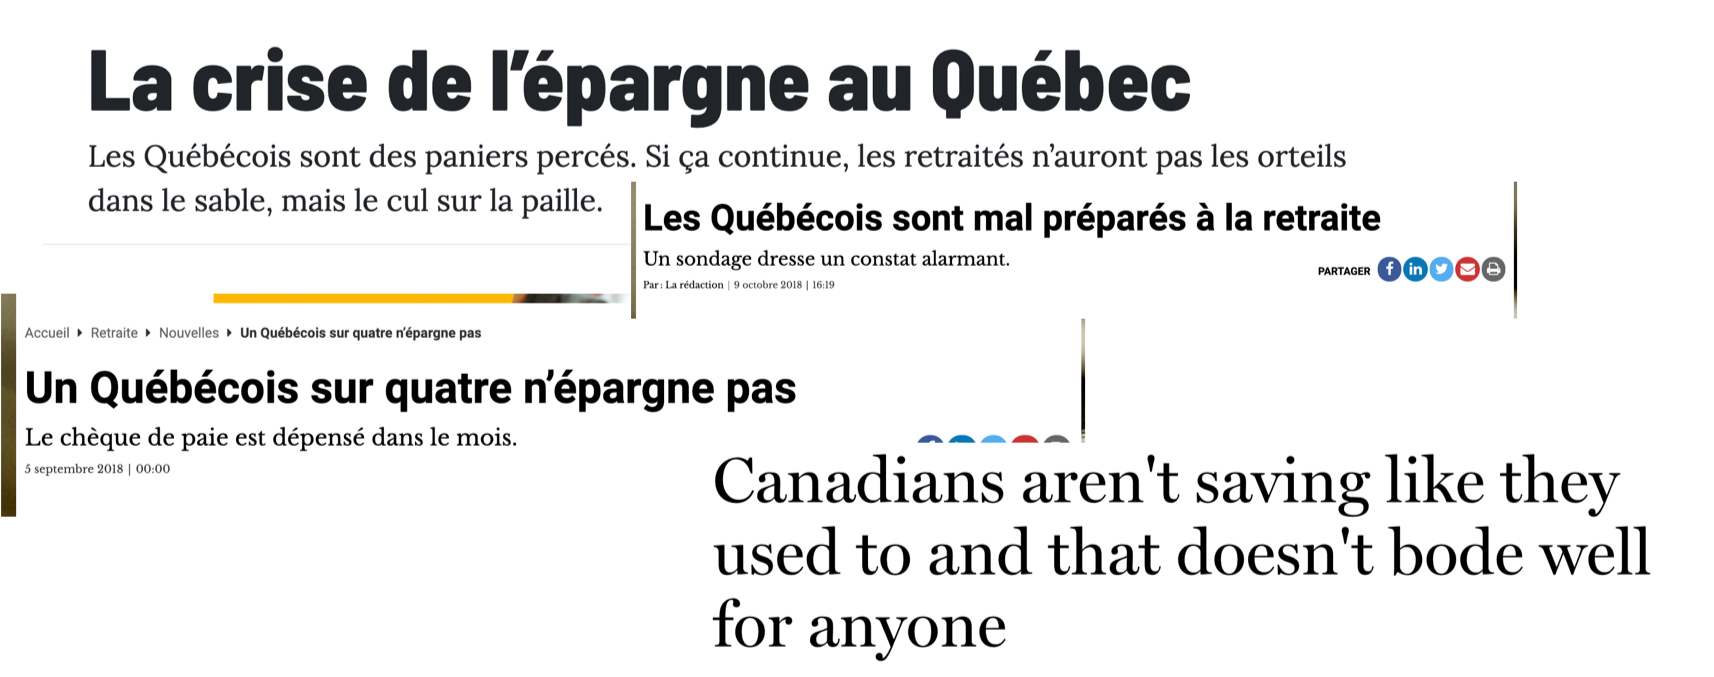 La crise de l’épargne au Québec
Les Québécois sont des paniers percés. Si ça continue, les retraités n’auront pas les orteils
dans le sable, mais le cul sur la paille.
Les Québécois sont mal préparés à la retraite
Un sondage dresse un constat alarmant.
PARTAGER
Par : La rédaction | 9 octobre 2018 | 16:19
Accueil Retraite Nouvelles Un Québécois sur quatre n’épargne pas
Un Québécois sur quatre n’épargne pas
Le chèque de paie est dépensé dans le mois.
5 septembre 2018 | 00:00
Canadians aren't saving like they
used to and that doesn't bode well
for anyone